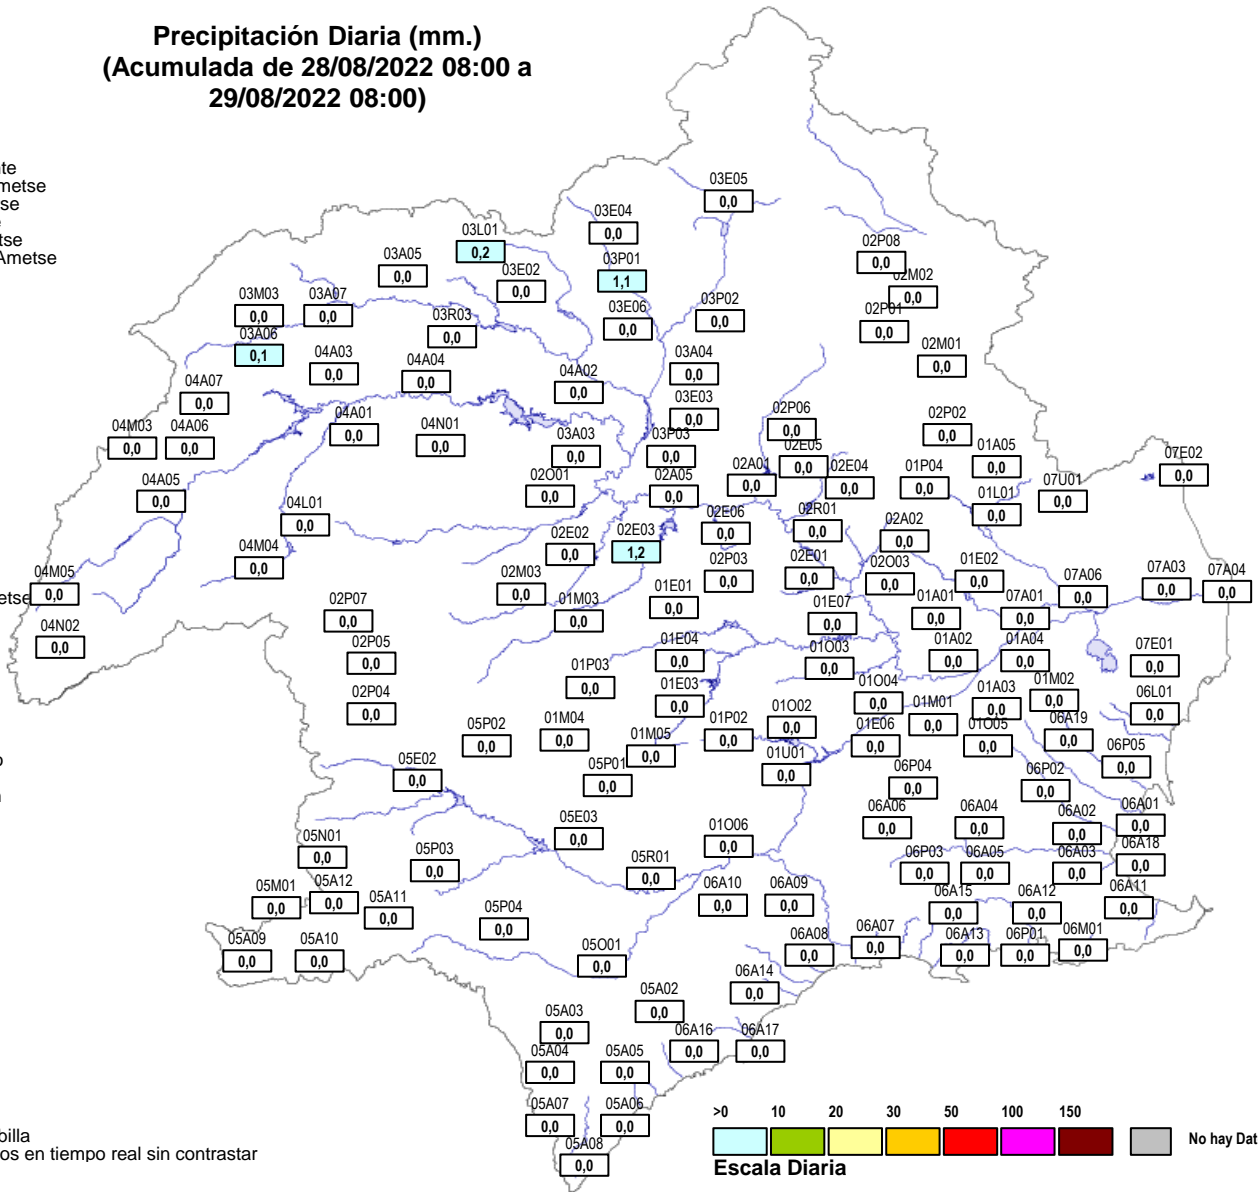 Precipitación Diaria (mm.)
(Acumulada de 28/08/2022 08:00 a
29/08/2022 08:00)
nte
metse
se
e
tse
Ametse
03E05
0,0
03E04
0,0
03L01
0,2
03A05
0,0
03E02
0,0
03P01
1,1
02P08
0,0
02M02
0,0
03M03
0,0
03A07
0,0
03R03
0,0
03E06
0,0
03P02
0,0
02P01
0,0
03A06
0,1
04A03
0,0
04A04
0,0
04A02
0,0
03A04
0,0
02M01
0,0
04A07
0,0
03E03
0,0
04M03
0,0
04A06
0,0
04A01
0,0
04N01
0,0
03A03
0,0
03P03
0,0
02P06
0,0
02P02
0,0
02E05
0,0
01A05
0,0
07E02
0,0
04A05
0,0
02O01
0,0
02A05
0,0
02A01
0,0
02E04
0,0
01P04
0,0
07U01
0,0
01L01
0,0
04L01
0,0
02E02
0,0
02E03
1,2
02E06
0,0
02R01
0,0
02A02
0,0
04M04
0,0
04M05
0,0
etse
02M03
0,0
01M03
0,0
01E01
0,0
02P03
0,0
02E01
0,0
02O03
0,0
01E02
0,0
07A06
0,0
07A03
0,0
07A04
0,0
04N02
0,0
02P07
0,0
01E07
0,0
01A01
0,0
07A01
0,0
02P05
0,0
01E04
0,0
01O03
0,0
01A02
0,0
01A04
0,0
07E01
0,0
02P04
0,0
01P03
0,0
01E03
0,0
01O04
0,0
01A03
0,0
01M02
0,0
06L01
0,0
05P02
0,0
01M04
0,0
01M05
0,0
01P02
0,0
01O02
0,0
01M01
0,0
01E06
0,0
01O05
0,0
06A19
0,0
06P05
0,0
o
05E02
0,0
05P01
0,0
01U01
0,0
06P04
0,0
06P02
0,0
05E03
0,0
01O06
0,0
06A06
0,0
06A04
0,0
06A02
0,0
06A01
0,0
05N01
0,0
05P03
0,0
05R01
0,0
06P03
0,0
06A05
0,0
06A03
0,0
06A18
0,0
05M01
0,0
05A12
0,0
05A11
0,0
06A10
0,0
06A09
0,0
06A15
0,0
06A12
0,0
06A11
0,0
05P04
0,0
05A09
0,0
05A10
0,0
05O01
0,0
06A08
0,0
06A07
0,0
06A13
0,0
06P01
0,0
06M01
0,0
06A14
0,0
05A02
0,0
05A03
0,0
06A16
0,0
06A17
0,0
05A04
0,0
05A05
0,0
05A07
0,0
05A06
0,0
05A08
0,0
billa
os en tiempo real sin contrastar
>0 10 20 30 50 100 150
No hay Dat
Escala Diaria